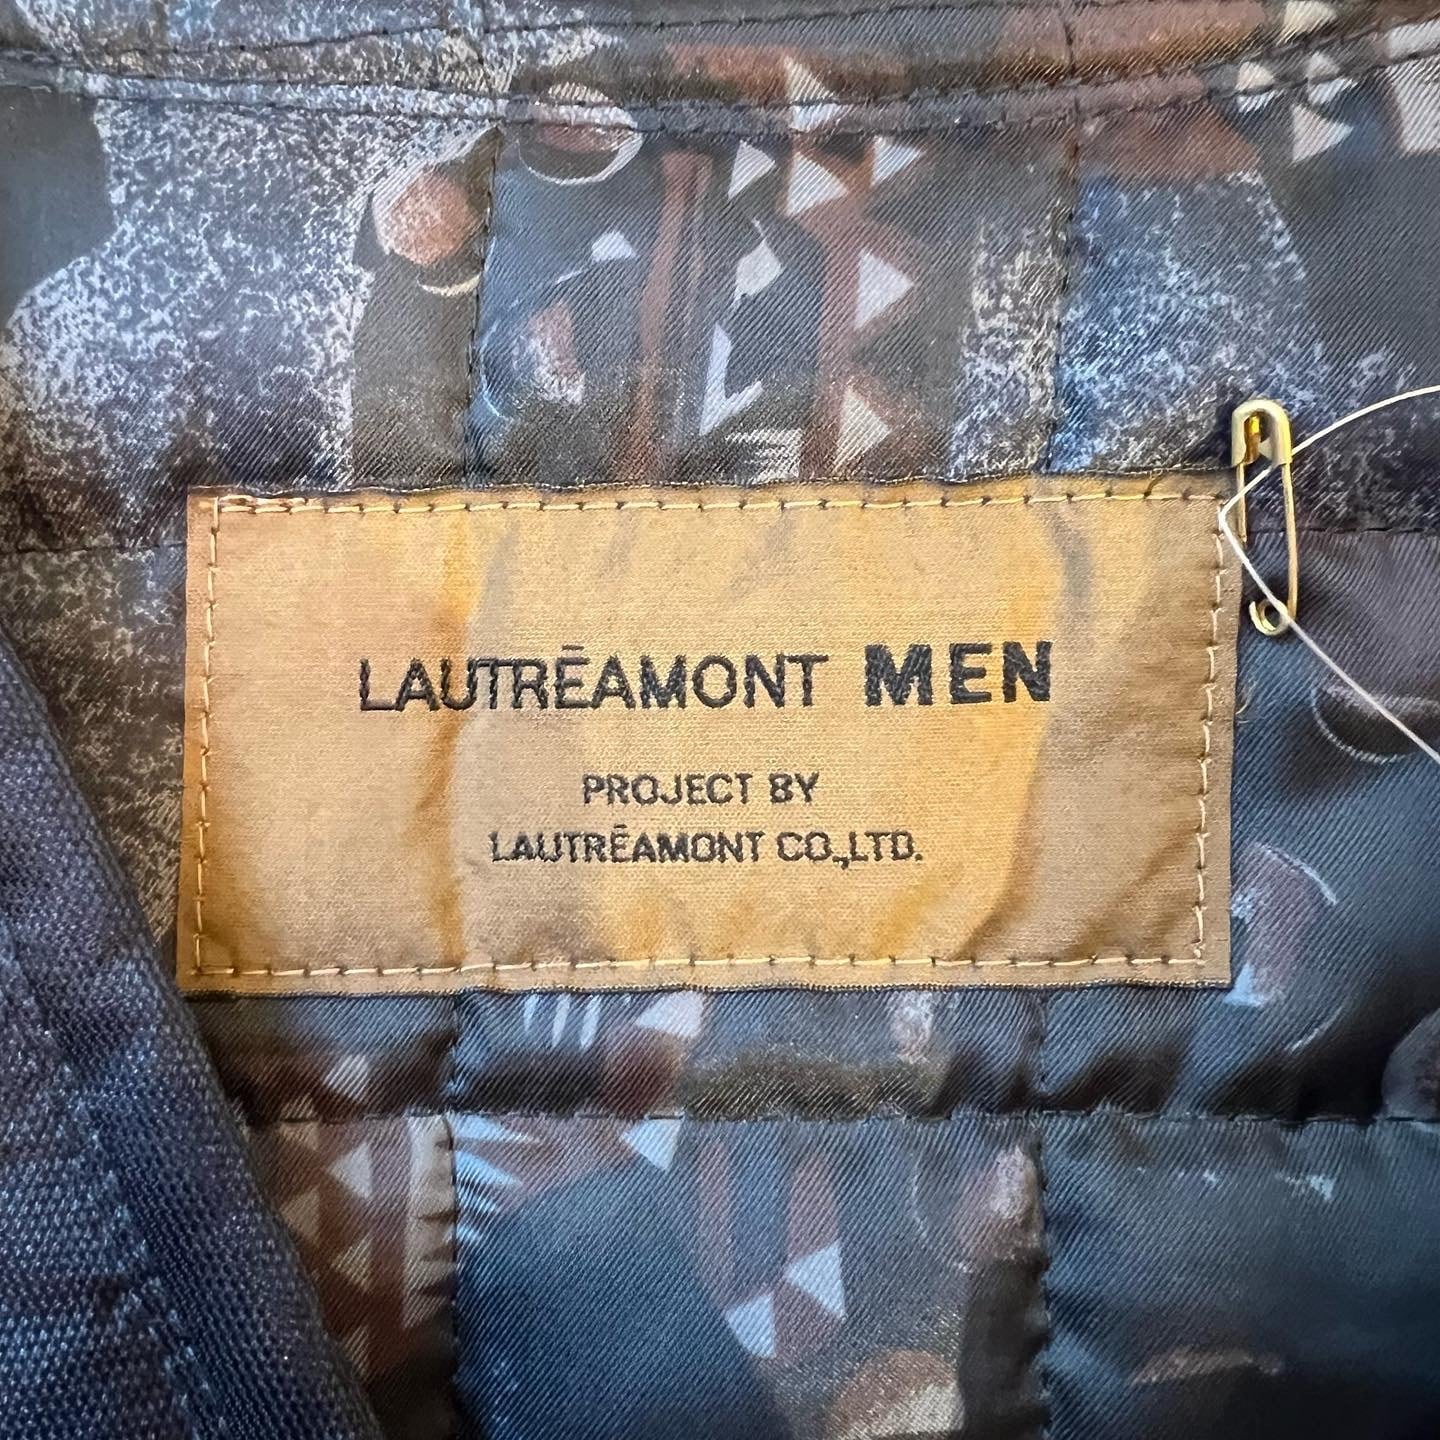 LAUTRĒAMONT MEN
PROJECT BY
LAUTRĒAMONT CO.,LTD.